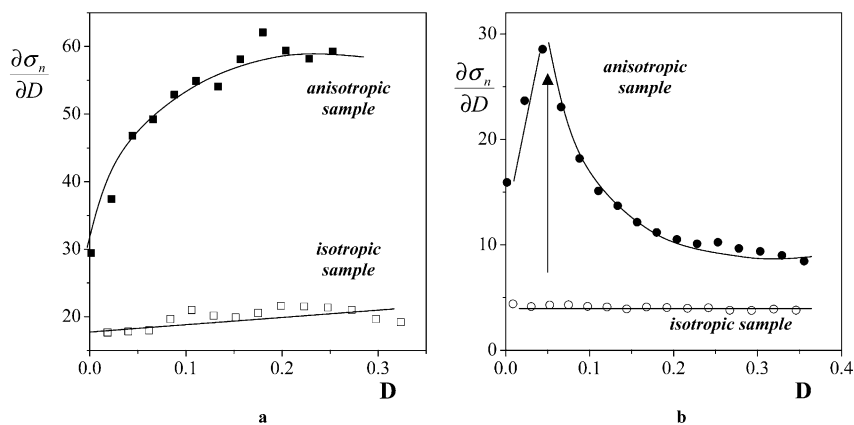 ∂σn
∂D
60
50
40
30
20
0.0
0.1
0.2
0.3
anisotropic
sample
isotropic
sample
D
a
∂σn
∂D
30
20
10
0
0.0
0.1
0.2
0.3
0.4
anisotropic
sample
isotropic sample
D
b